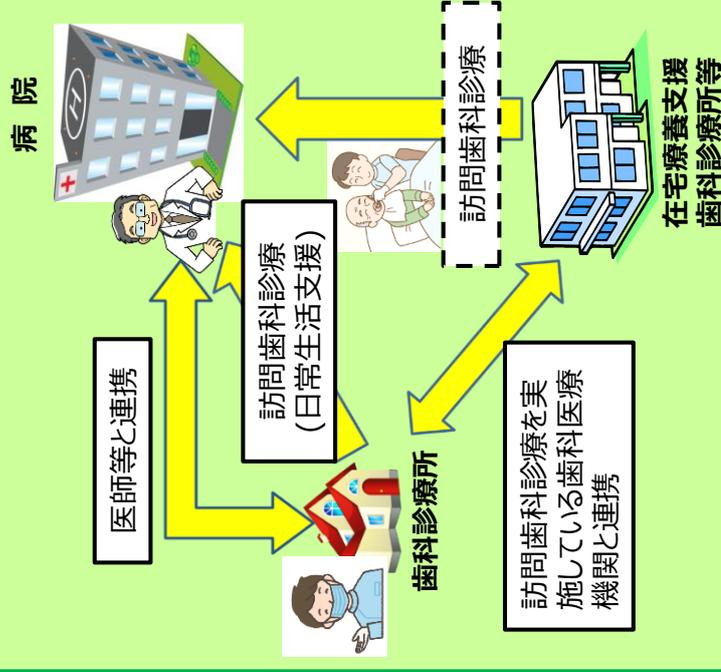 病院
医師等と連携
訪問歯科診療
(日常生活支援)
訪問歯科診療
歯科診療所
訪問歯科診療を実
施している歯科医療
機関と連携
在宅療養支援
歯科診療所等
H